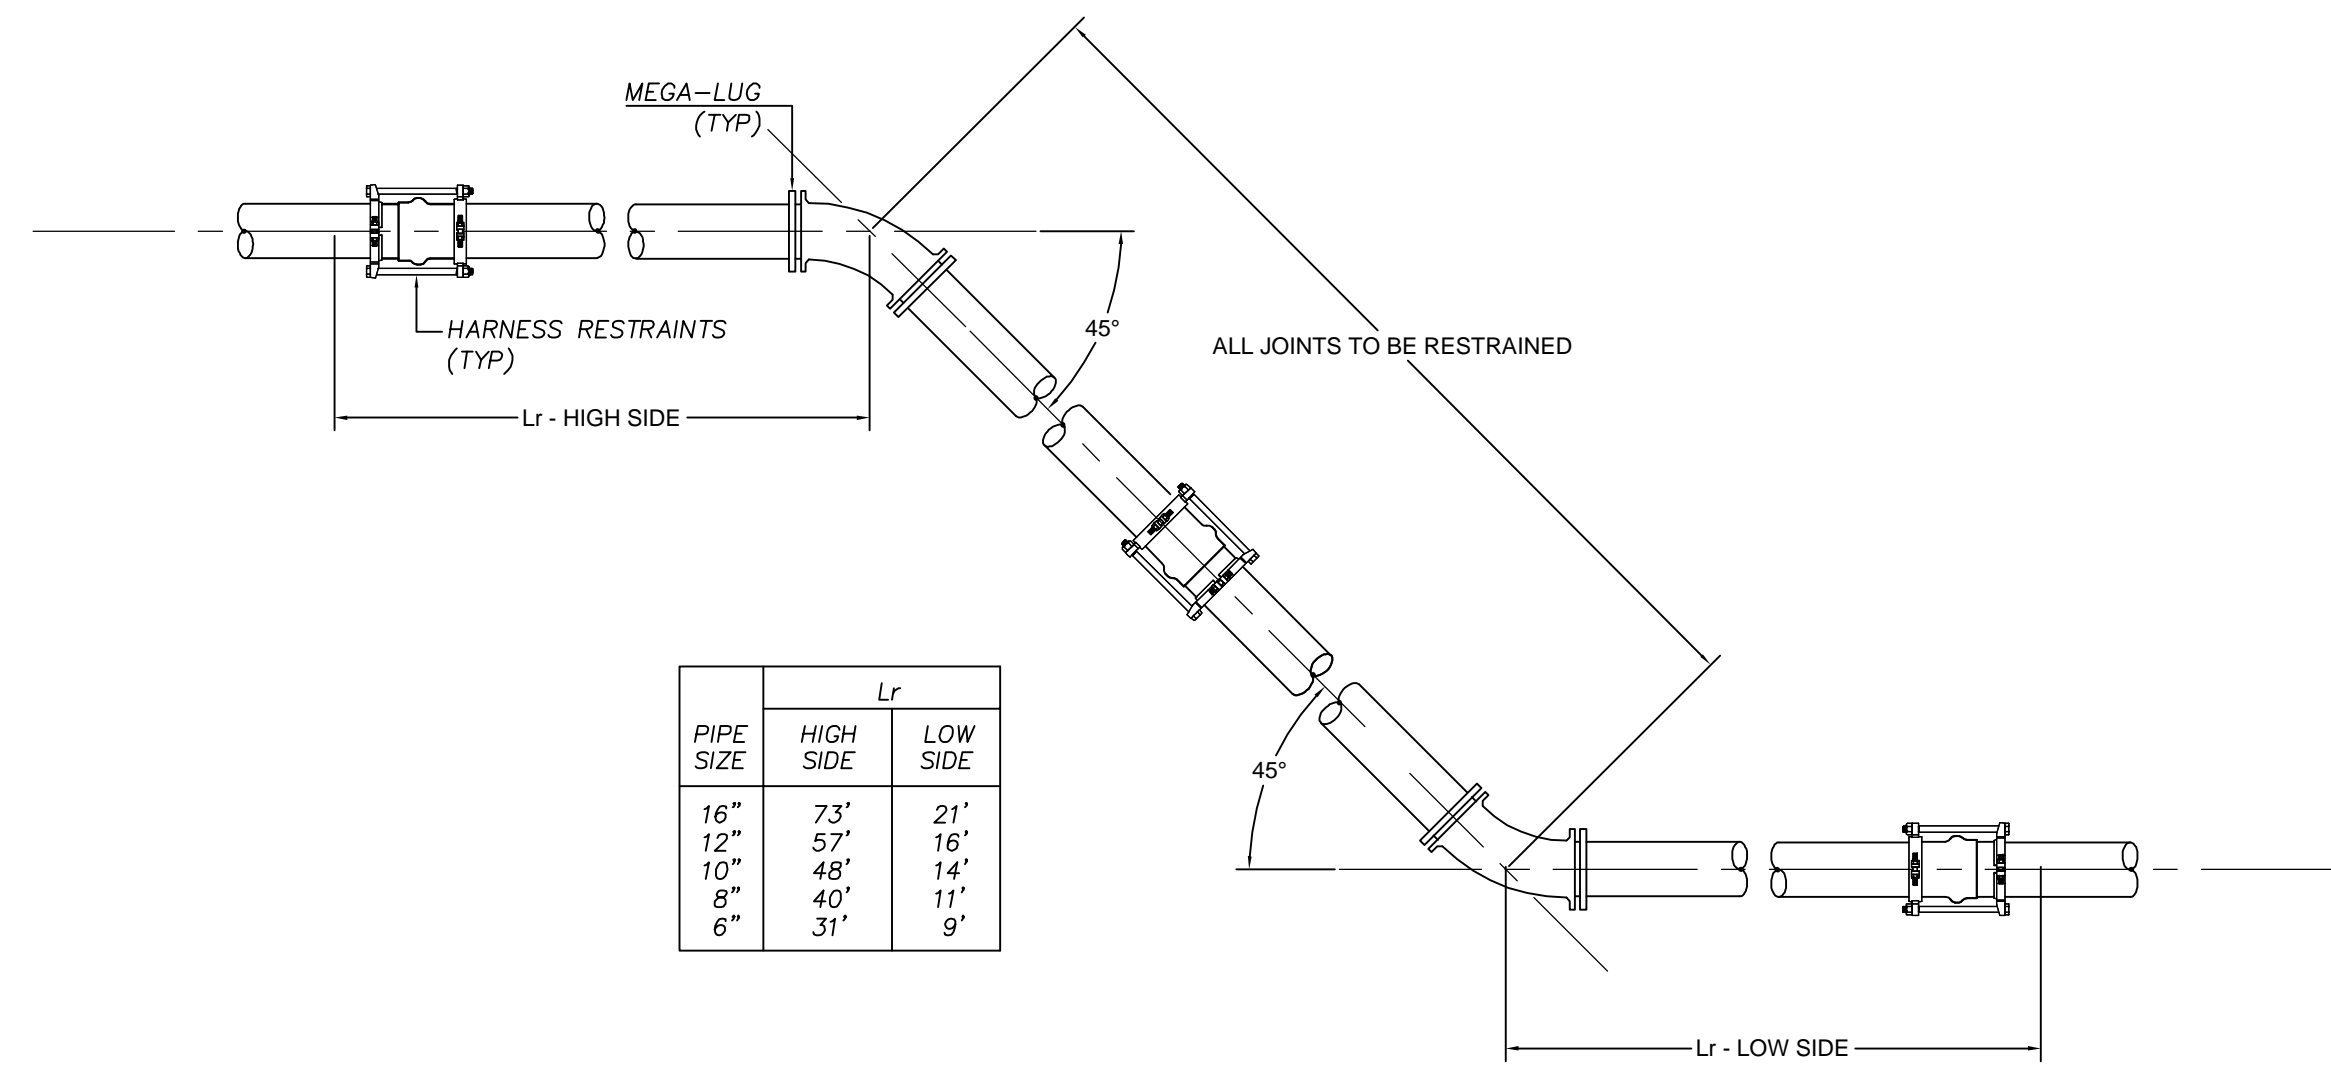 MEGA-LUG
(TYP)
HARNESS RESTRAINTS
(TYP)
Lr - HIGH SIDE
45°
ALL JOINTS TO BE RESTRAINED
Lr
PIPE SIZE HIGH SIDE LOW SIDE
16" 73' 21'
12" 57' 16'
10" 48' 14'
8" 40' 11'
6" 31' 9'
45°
Lr - LOW SIDE